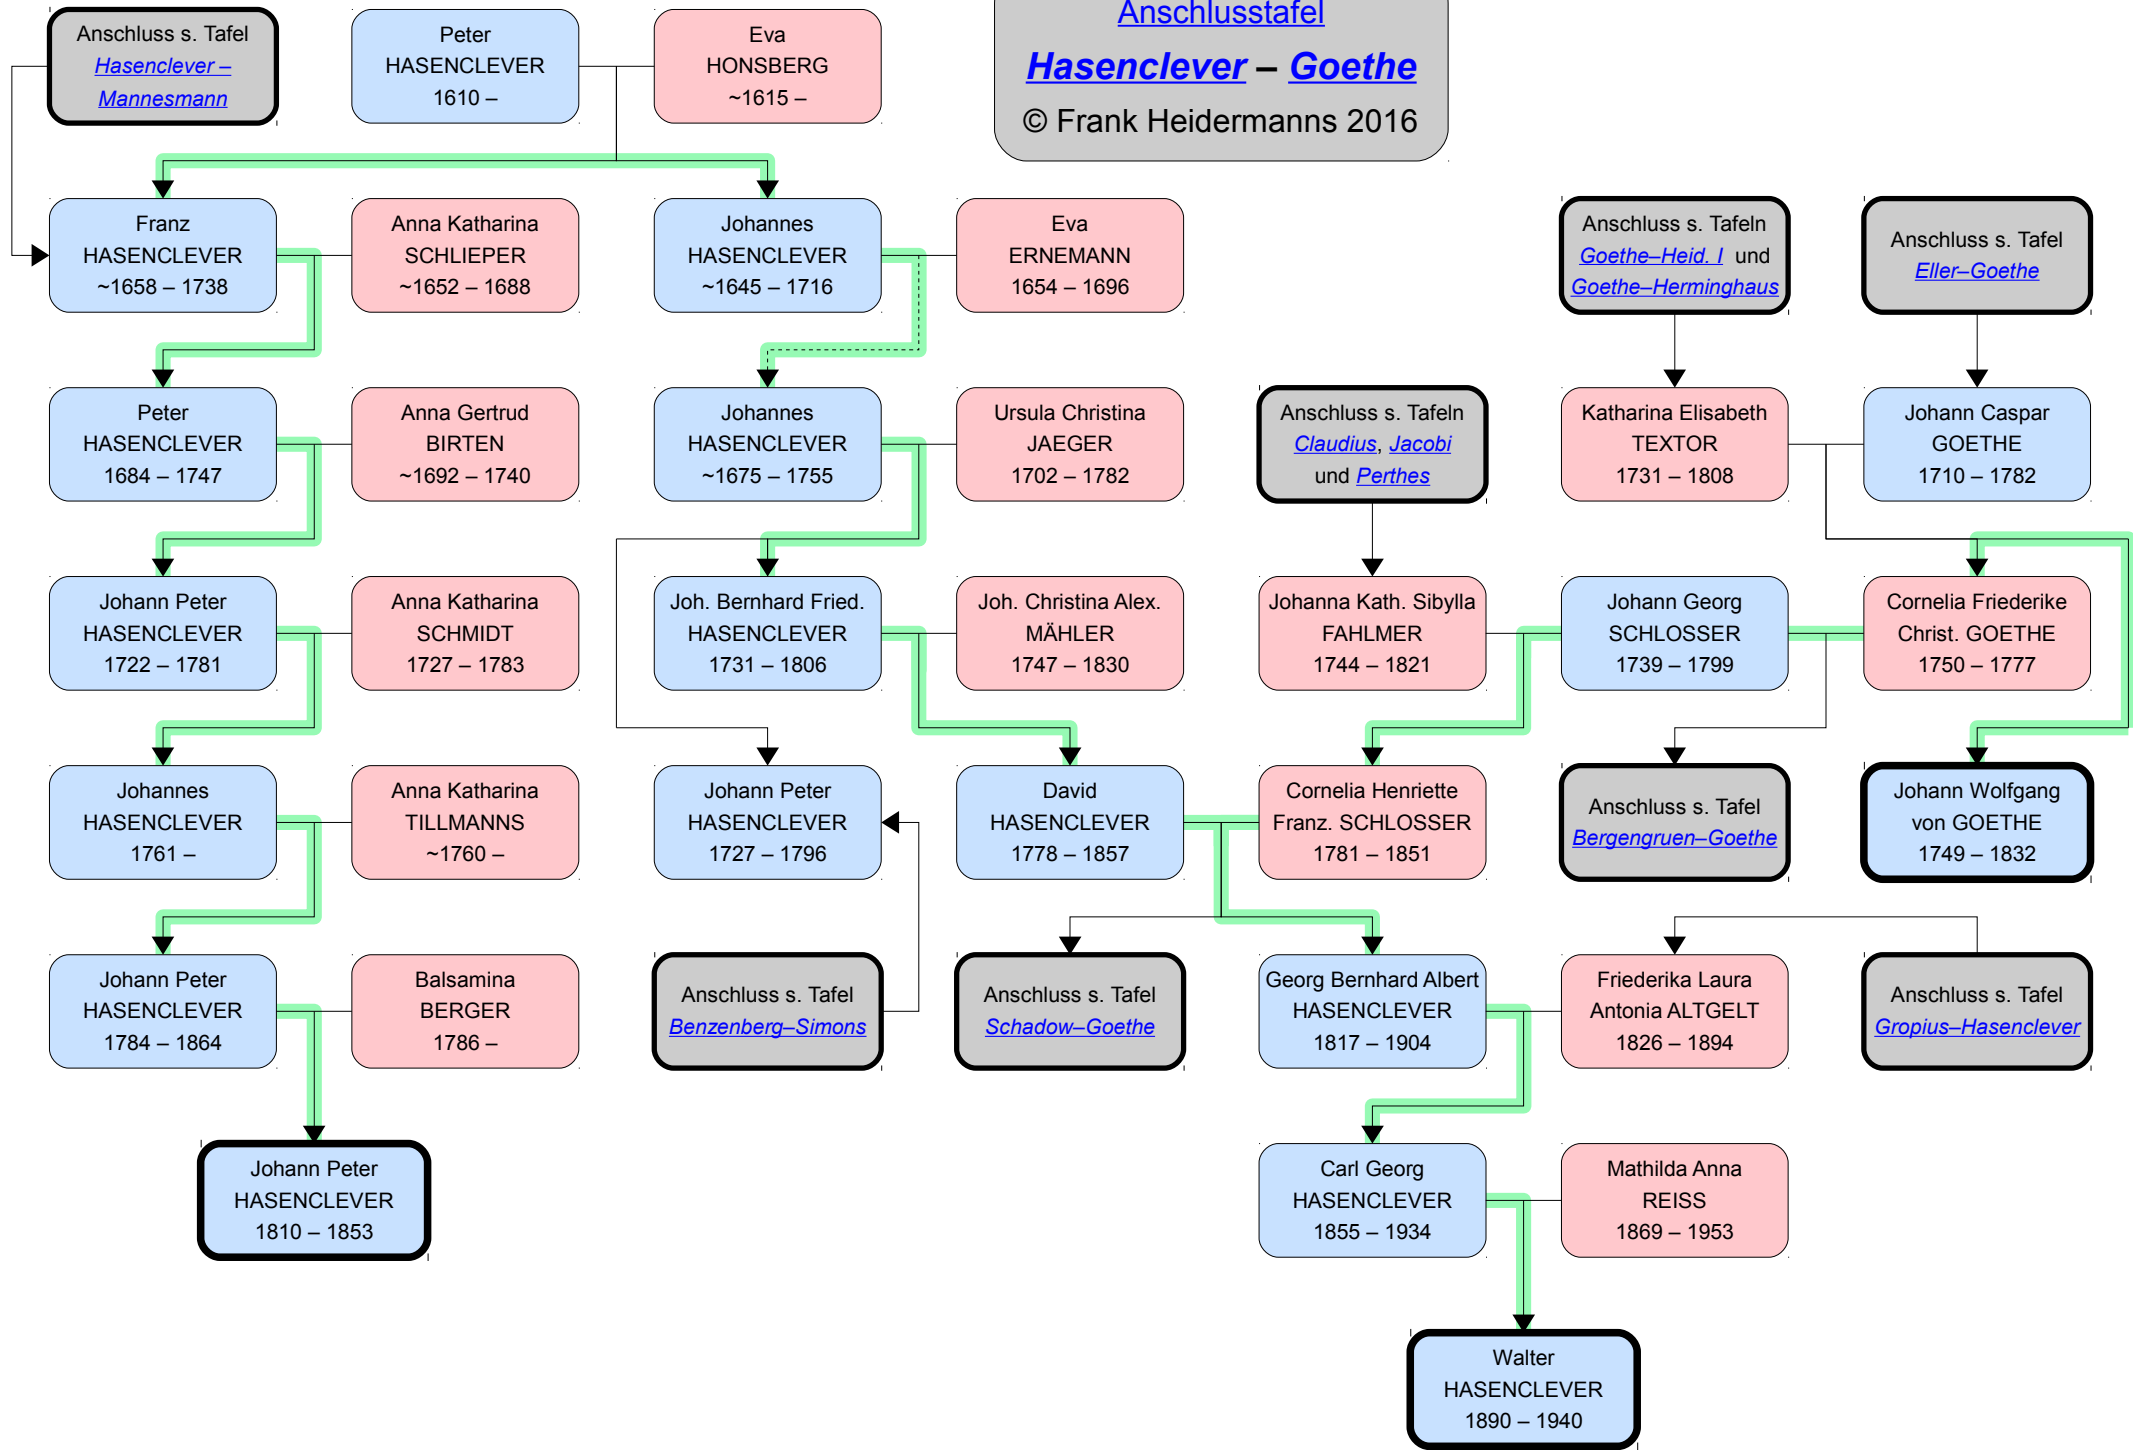 Anschlusstafel
Hasenclever – Goethe
© Frank Heidermanns 2016
Anschluss s. Tafel
Hasenclever –
Mannesmann
Peter
HASENCLEVER
1610 –
Eva
HONSBERG
~1615 –
Franz
HASENCLEVER
~1658 – 1738
Anna Katharina
SCHLIEPER
~1652 – 1688
Johannes
HASENCLEVER
~1645 – 1716
Eva
ERNEMANN
1654 – 1696
Anschluss s. Tafeln
Goethe–Heid. I und
Goethe–Herminghaus
Anschluss s. Tafel
Eller–Goethe
Peter
HASENCLEVER
1684 – 1747
Anna Gertrud
BIRTEN
~1692 – 1740
Johannes
HASENCLEVER
~1675 – 1755
Ursula Christina
JAEGER
1702 – 1782
Anschluss s. Tafeln
Claudius, Jacobi
und Perthes
Katharina Elisabeth
TEXTOR
1731 – 1808
Johann Caspar
GOETHE
1710 – 1782
Johann Peter
HASENCLEVER
1722 – 1781
Anna Katharina
SCHMIDT
1727 – 1783
Joh. Bernhard Fried.
HASENCLEVER
1731 – 1806
Joh. Christina Alex.
MÄHLER
1747 – 1830
Johanna Kath. Sibylla
FAHLMER
1744 – 1821
Johann Georg
SCHLOSSER
1739 – 1799
Cornelia Friederike
Christ. GOETHE
1750 – 1777
Johannes
HASENCLEVER
1761 –
Anna Katharina
TILLMANNS
~1760 –
Johann Peter
HASENCLEVER
1727 – 1796
David
HASENCLEVER
1778 – 1857
Cornelia Henriette
Franz. SCHLOSSER
1781 – 1851
Anschluss s. Tafel
Bergengruen–Goethe
Johann Wolfgang
von GOETHE
1749 – 1832
Johann Peter
HASENCLEVER
1784 – 1864
Balsamina
BERGER
1786 –
Anschluss s. Tafel
Benzenberg–Simons
Anschluss s. Tafel
Schadow–Goethe
Georg Bernhard Albert
HASENCLEVER
1817 – 1904
Friederika Laura
Antonia ALTGELT
1826 – 1894
Anschluss s. Tafel
Gropius–Hasenclever
Johann Peter
HASENCLEVER
1810 – 1853
Carl Georg
HASENCLEVER
1855 – 1934
Mathilda Anna
REISS
1869 – 1953
Walter
HASENCLEVER
1890 – 1940